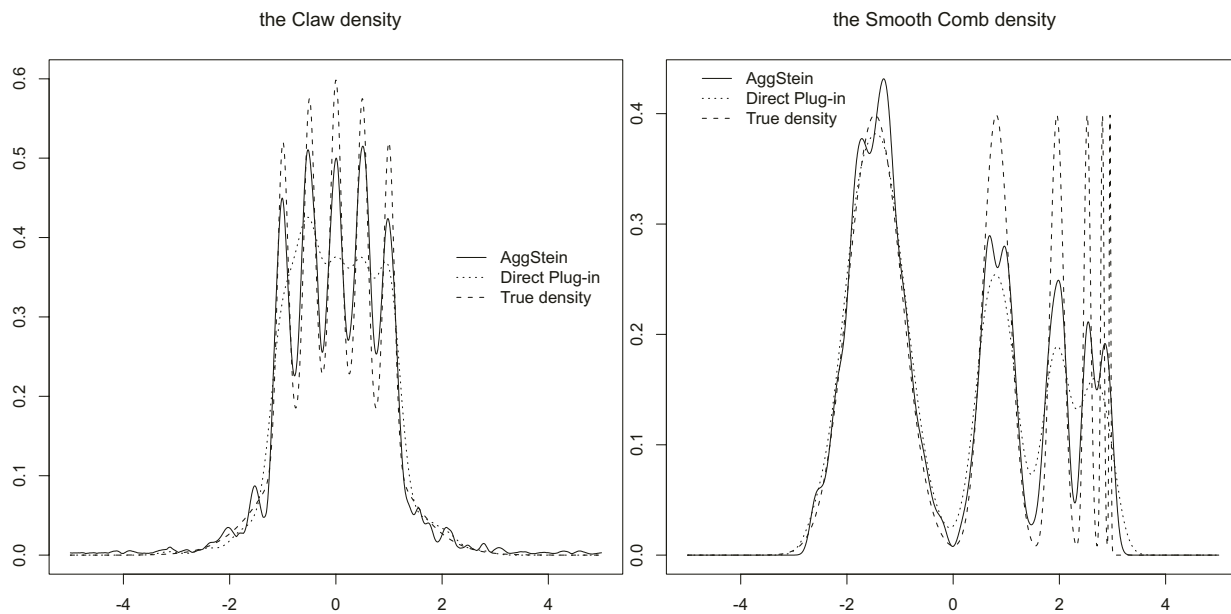 the Claw density
0.6
0.5
0.4
0.3
0.2
0.1
0.0
AggStein
Direct Plug-in
True density
-4
-2
0
2
4
the Smooth Comb density
0.4
0.3
0.2
0.1
0.0
AggStein
Direct Plug-in
True density
-4
-2
0
2
4